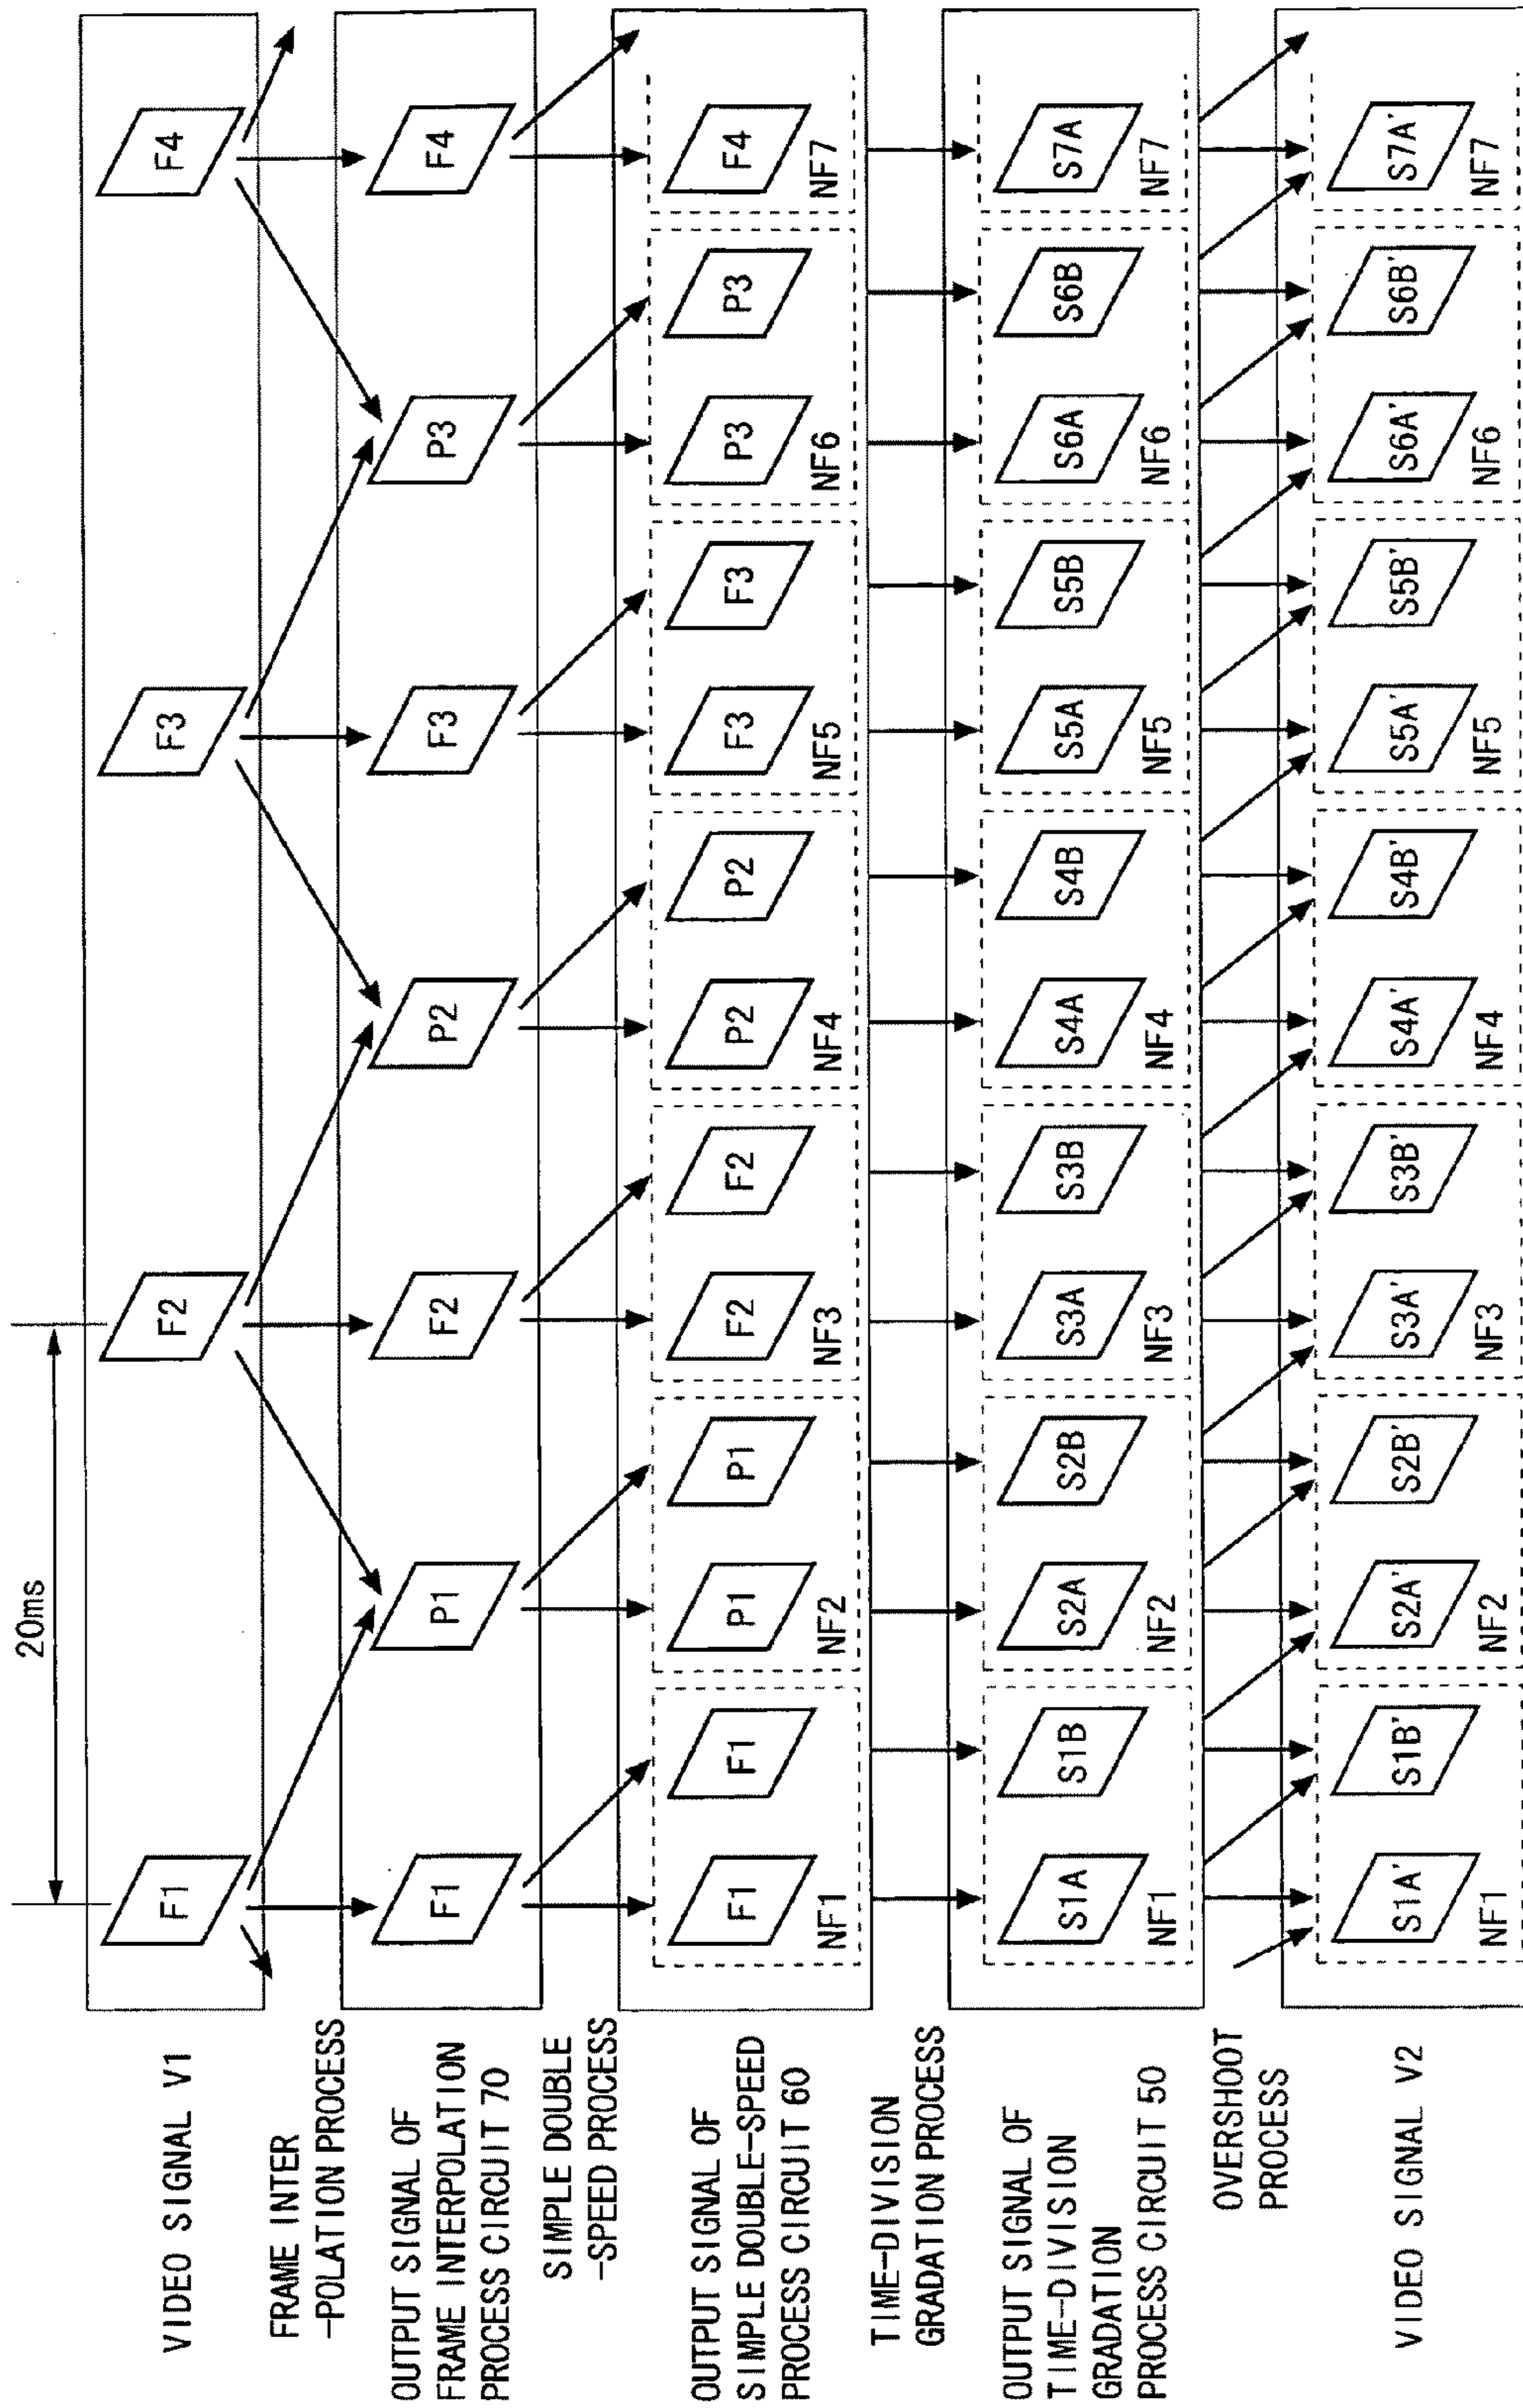 20ms
VIDEO SIGNAL V1
F1 F2 F3 F4
FRAME INTER
-POLATION PROCESS
OUTPUT SIGNAL OF
FRAME INTERPOLATION
PROCESS CIRCUIT 70
F1 P1 F2 P2 F3 P3 F4
SIMPLE DOUBLE
-SPEED PROCESS
OUTPUT SIGNAL OF
SIMPLE DOUBLE-SPEED
PROCESS CIRCUIT 60
F1 F1 P1 P1 F2 F2 P2 P2 F3 F3 P3 P3 F4
NF1 NF2 NF3 NF4 NF5 NF6 NF7
TIME-DIVISION
GRADATION PROCESS
OUTPUT SIGNAL OF
TIME-DIVISION
GRADATION
PROCESS CIRCUIT 50
S1A S1B S2A S2B S3A S3B S4A S4B S5A S5B S6A S6B S7A
NF1 NF2 NF3 NF4 NF5 NF6 NF7
OVERSHOOT
PROCESS
VIDEO SIGNAL V2
S1A' S1B' S2A' S2B' S3A' S3B' S4A' S4B' S5A' S5B' S6A' S6B' S7A'
NF1 NF2 NF3 NF4 NF5 NF6 NF7